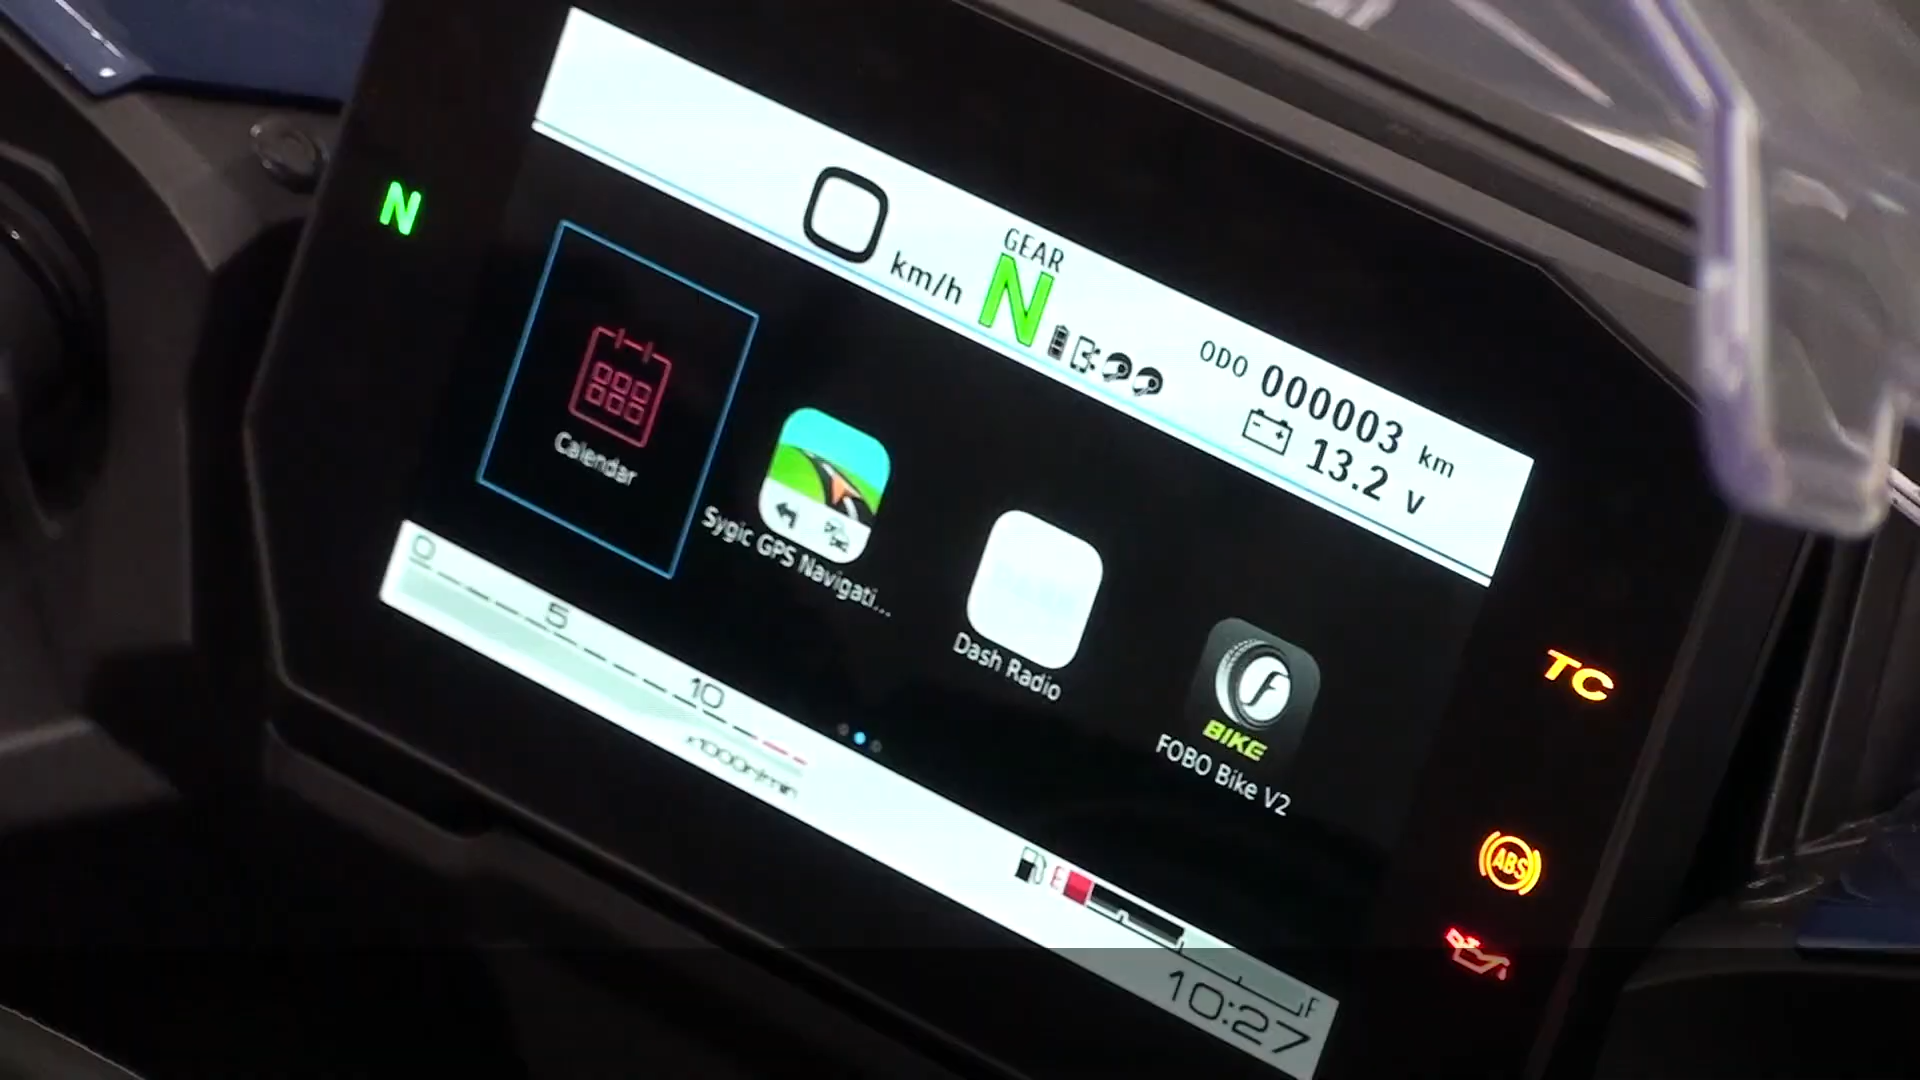 N
0 km/h
GEAR
N
ODO 000003 km
13.2 V
Calendar
Sygic GPS Navigati...
Dash Radio
BIKE
FOBO Bike V2
0 5 10
x1000r/min
E F
10:27
TC
ABS